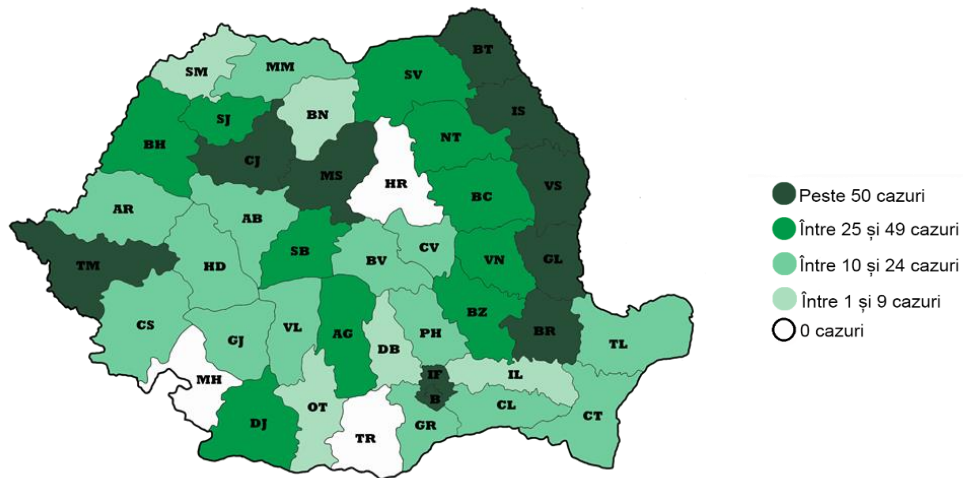 BT
SM
MM
SV
BN
IS
SJ
NT
BH
CJ
MS
HR
VS
BC
AR
AB
SB
CV
GL
TM
HD
BV
VN
CS
VL
AG
BZ
BR
GJ
DB
PH
TL
MH
IF
IL
B
OT
CL
CT
DJ
TR
GR
Peste 50 cazuri
Între 25 și 49 cazuri
Între 10 și 24 cazuri
Între 1 și 9 cazuri
0 cazuri